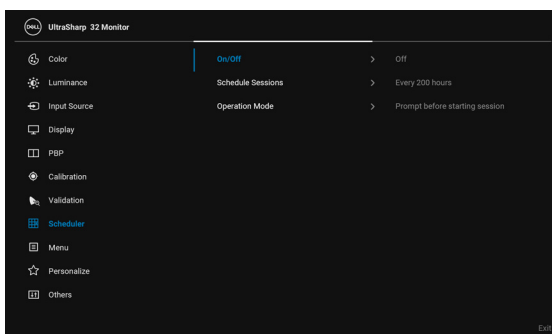 DELL UltraSharp 32 Monitor
Color On/Off > Off
Luminance Schedule Sessions > Every 200 hours
Input Source Operation Mode > Prompt before starting session
Display
PBP
Calibration
Validation
Scheduler
Menu
Personalize
Others
Exit